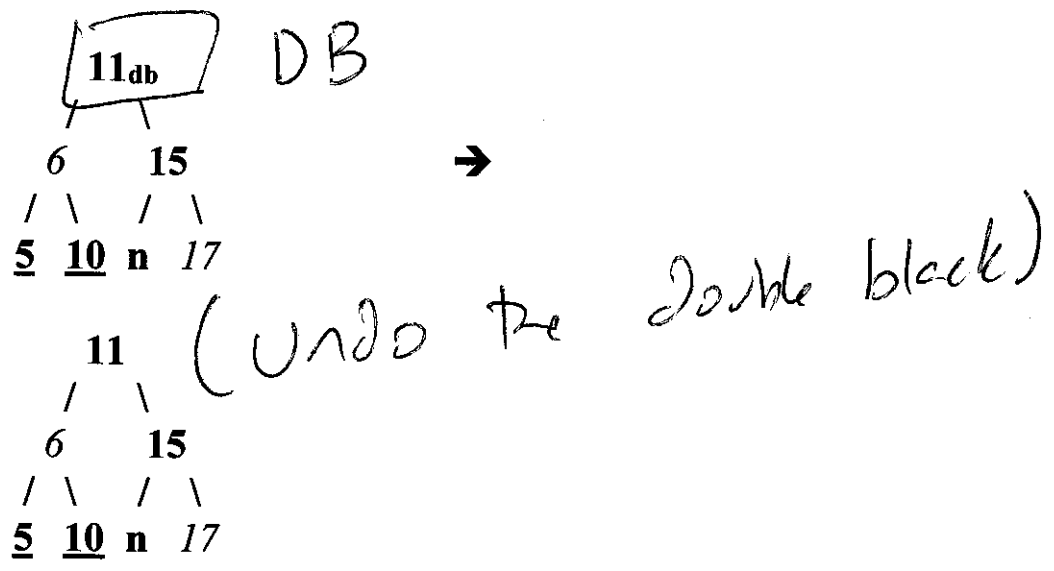 11db DB
/ \
6 15 →
/ \ / \
5 10 n 17
11 (undo the double black)
/ \
6 15
/ \ / \
5 10 n 17